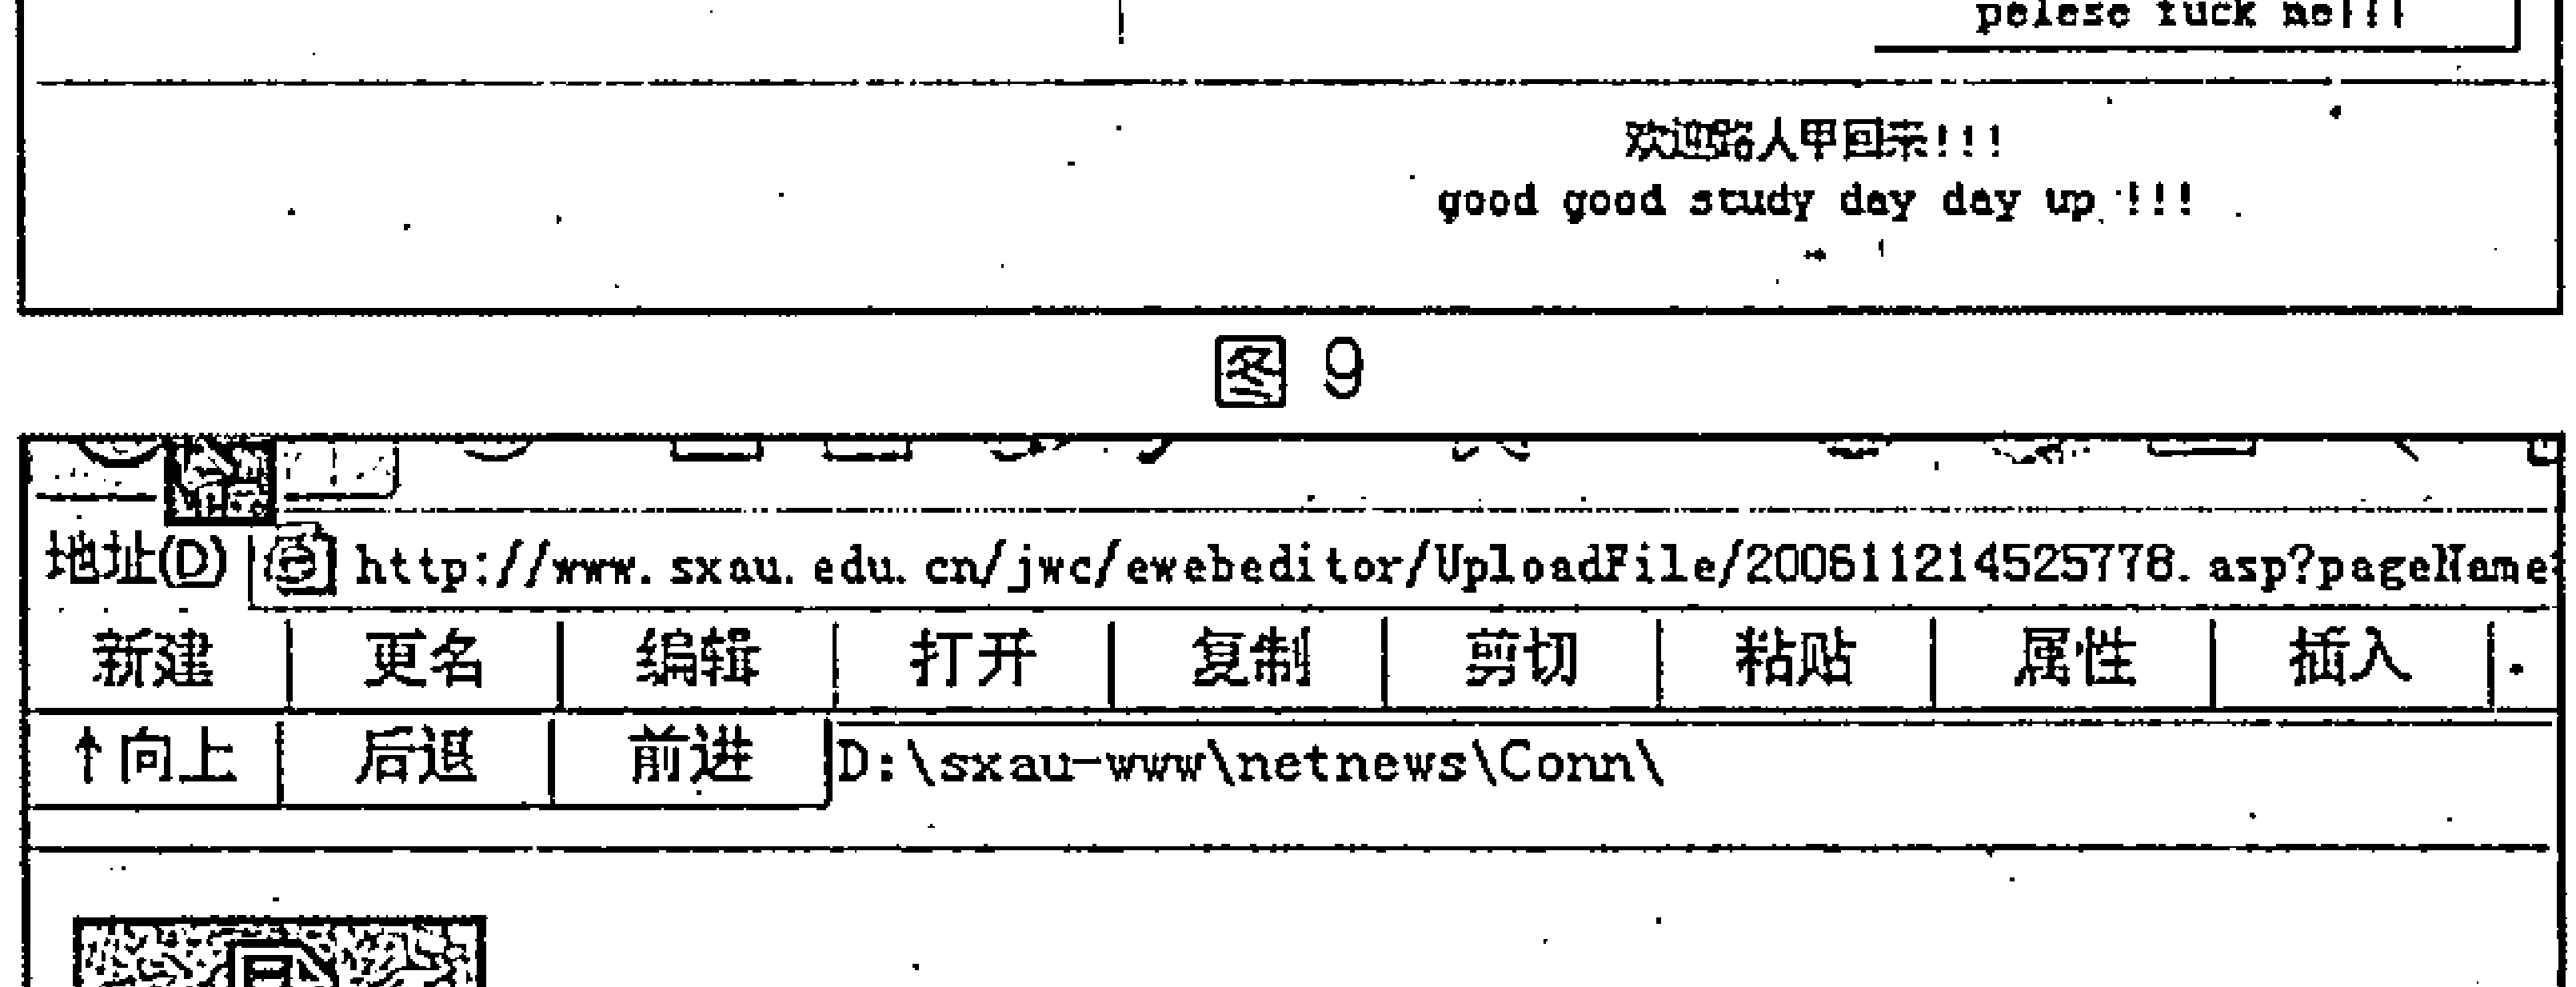 pelese fuck me!!!
欢迎路人甲回来!!!
good good study day day up !!!
图 9
地址(D) http://www.sxau.edu.cn/jwc/ewebeditor/UploadFile/200611214525778.asp?pageName
新建 更名 编辑 打开 复制 剪切 粘贴 属性 插入
↑向上 后退 前进 D:\sxau-www\netnews\Conn\